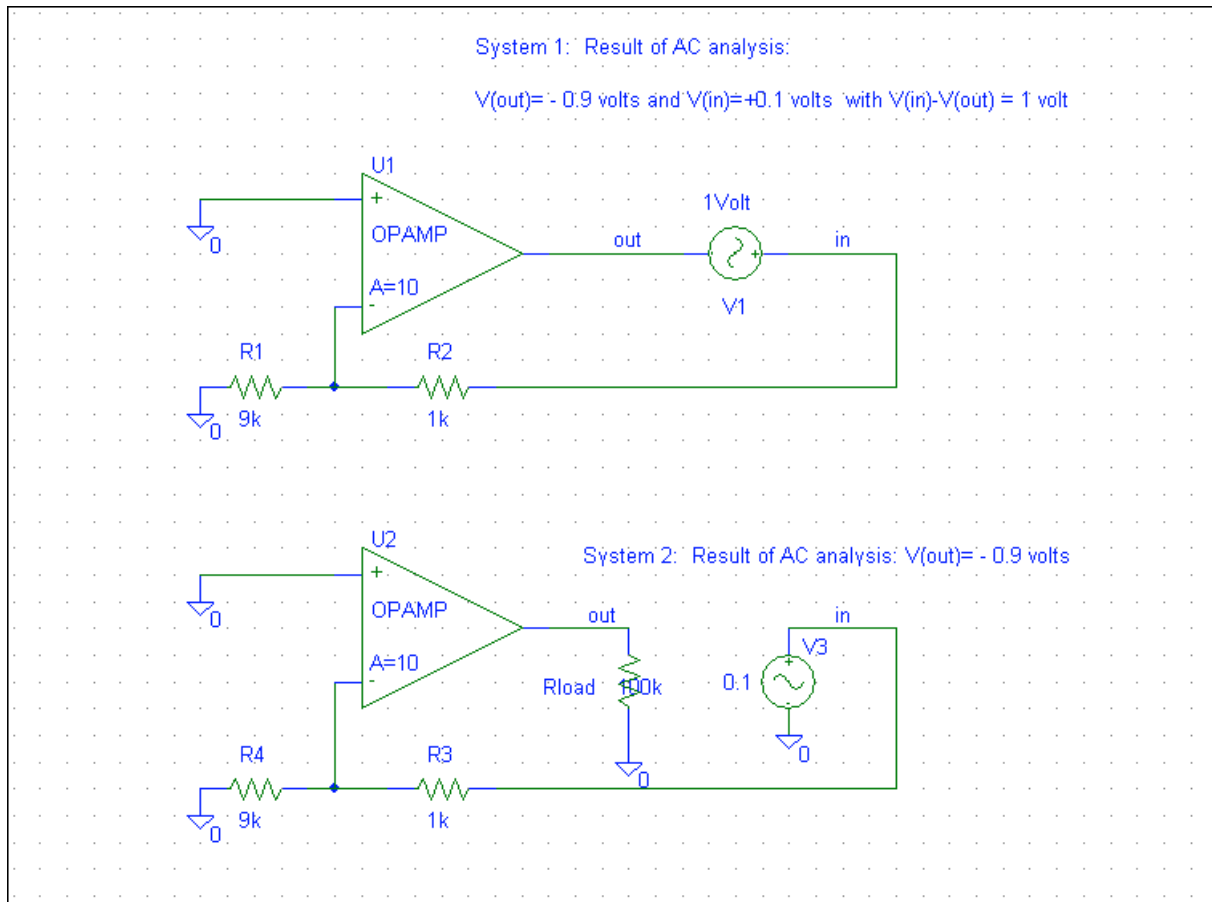 System 1: Result of AC analysis:
V(out)= - 0.9 volts and V(in)=+0.1 volts with V(in)-V(out) = 1 volt
U1
+
OPAMP
A=10
-
0
1Volt
out
- +
in
V1
R1
R2
0
9k
1k
U2
System 2: Result of AC analysis: V(out)= - 0.9 volts
+
OPAMP
A=10
-
0
out
in
V3
+
Rload 100k
0.1
-
0
0
R4
R3
0
9k
1k